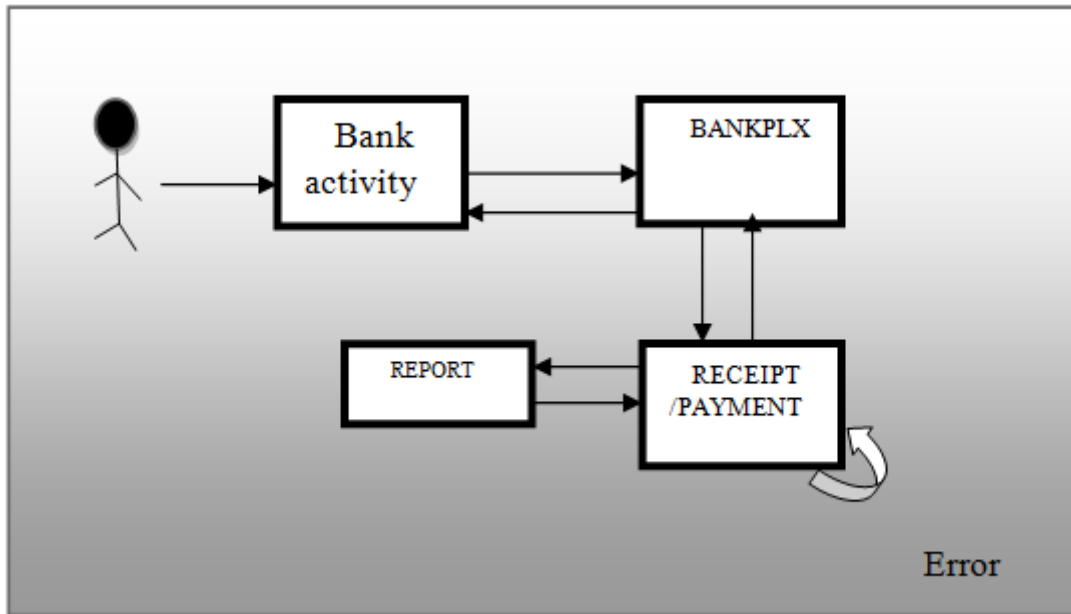 Bank
activity
BANKPLX
REPORT
RECEIPT
/PAYMENT
Error